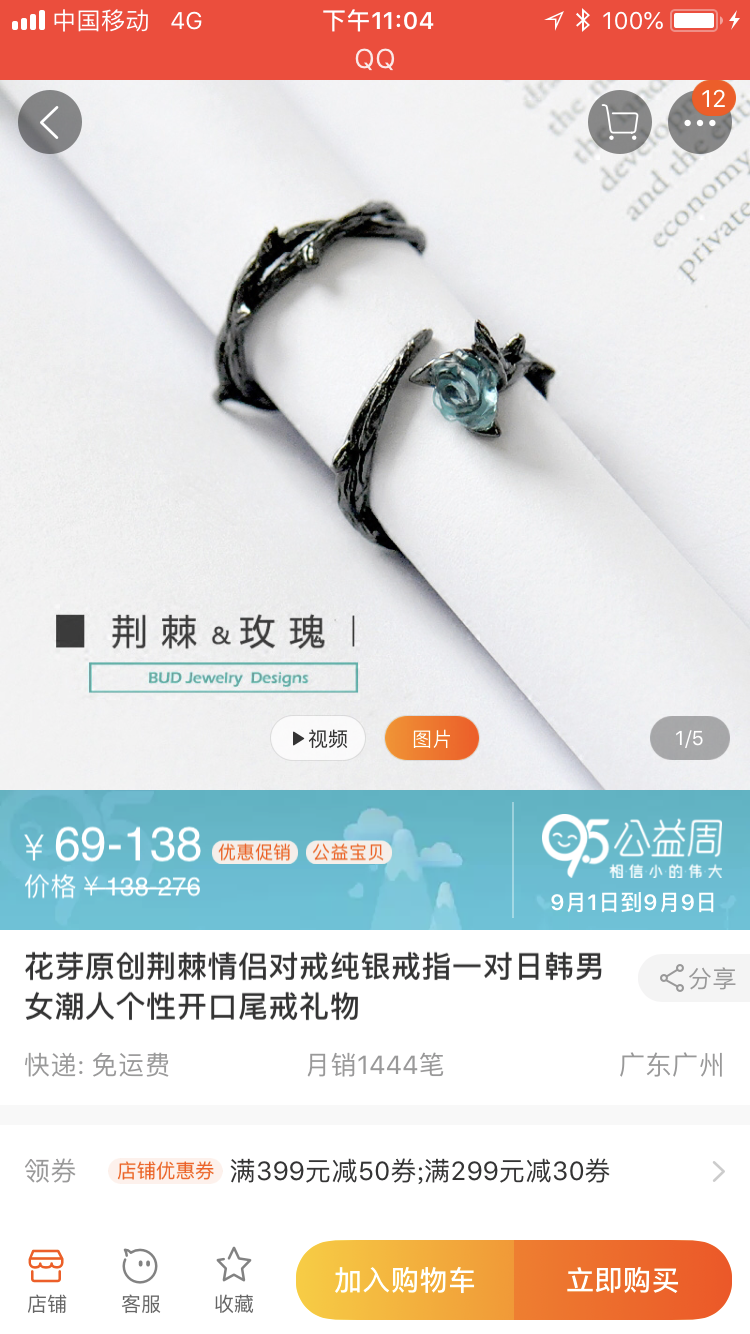 中国移动 4G 下午11:04 100%
QQ
12
the
and the
economy
private
荆棘&玫瑰
BUD Jewelry Designs
视频 图片 1/5
¥ 69-138 优惠促销 公益宝贝
价格 ¥ 138-276
95公益周
相信小的伟大
9月1日到9月9日
花芽原创荆棘情侣对戒纯银戒指一对日韩男
女潮人个性开口尾戒礼物
分享
快递: 免运费 月销1444笔 广东广州
领券 店铺优惠券 满399元减50券;满299元减30券
店铺 客服 收藏 加入购物车 立即购买